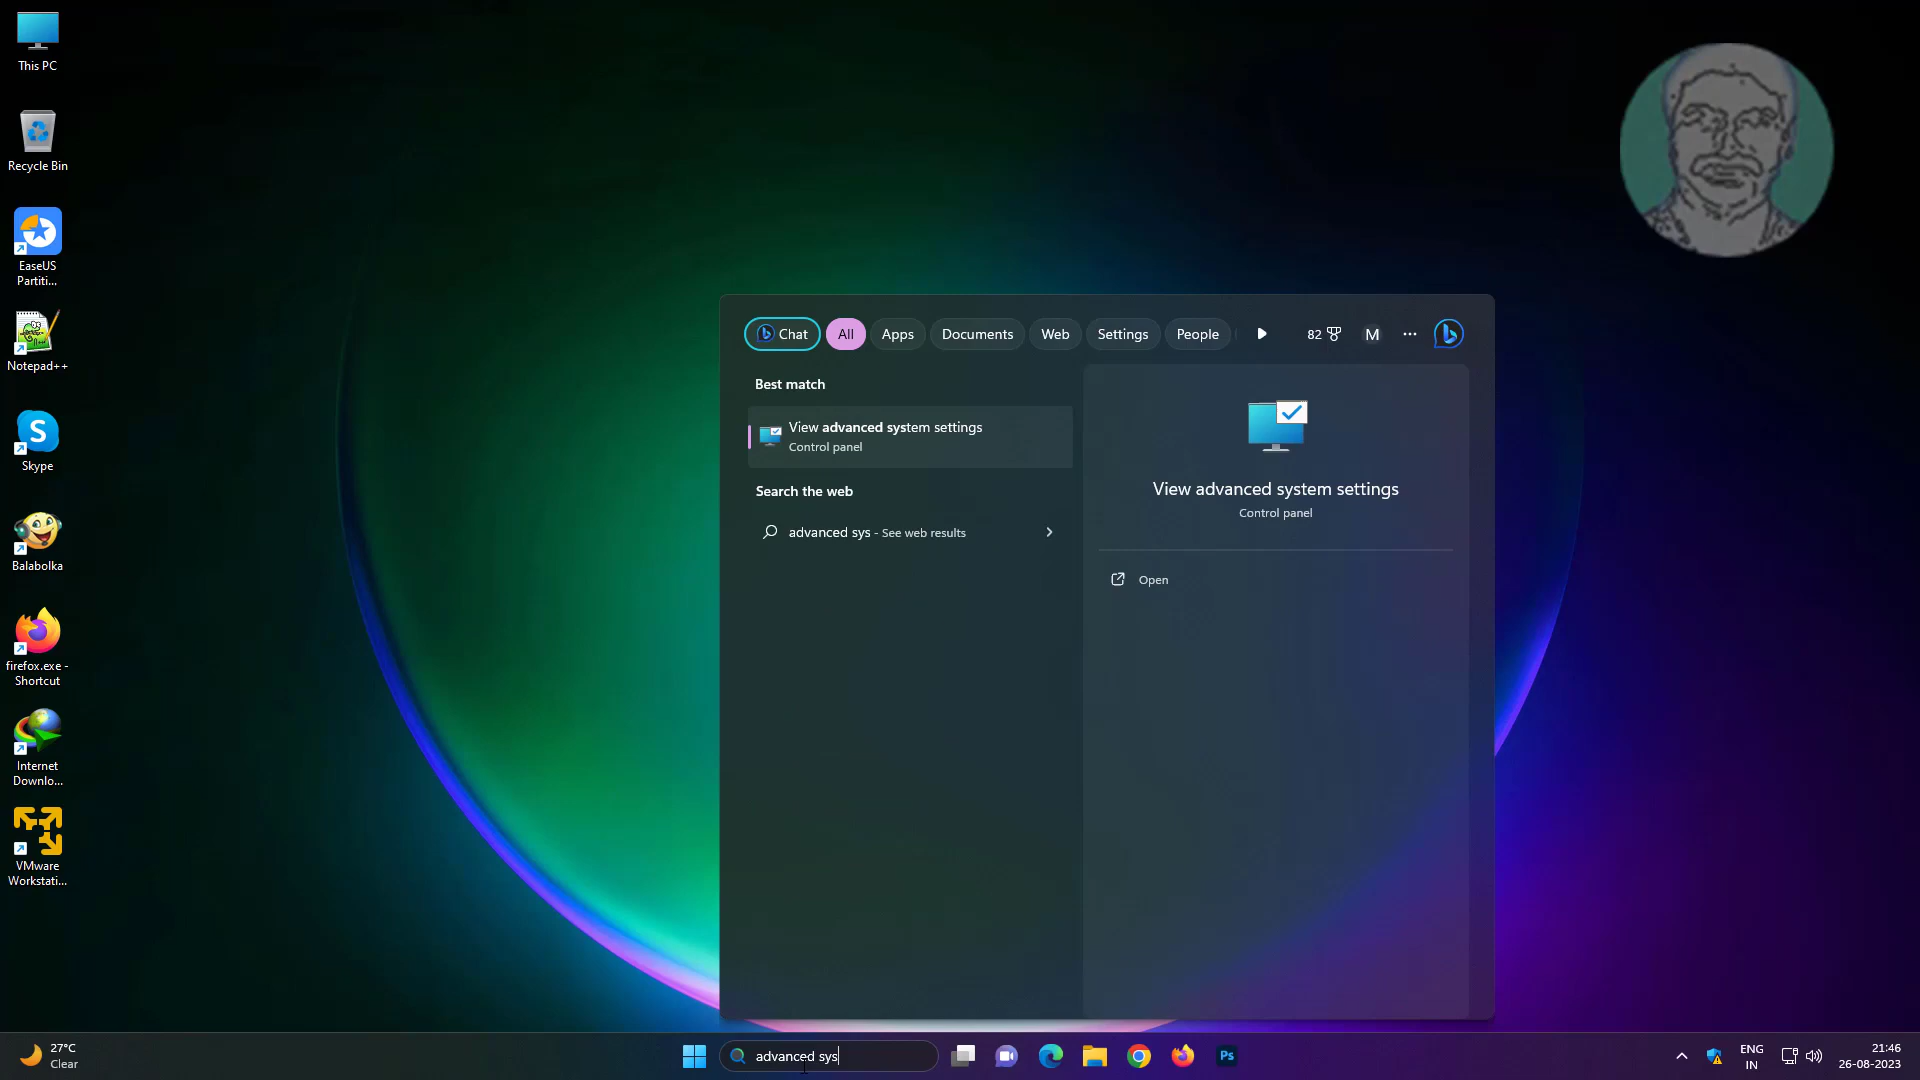 This PC
Recycle Bin
EaseUS
Partiti...
Notepad++
Skype
Balabolka
firefox.exe -
Shortcut
Internet
Downlo...
VMware
Workstati...
Chat
All
Apps
Documents
Web
Settings
People
82
M
Best match
View advanced system settings
Control panel
Search the web
advanced sys - See web results
View advanced system settings
Control panel
Open
27°C
Clear
advanced sys
Ps
ENG
IN
21:46
26-08-2023